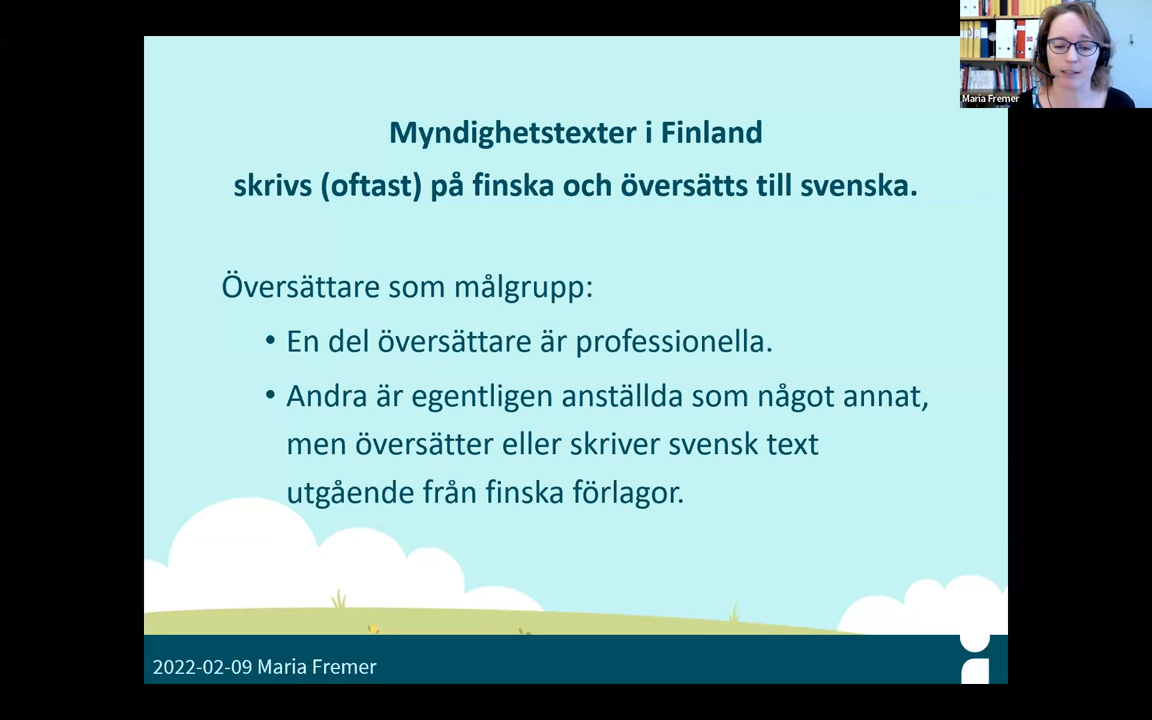 Maria Fremer
Myndighetstexter i Finland
skrivs (oftast) på finska och översätts till svenska.
Översättare som målgrupp:
• En del översättare är professionella.
• Andra är egentligen anställda som något annat,
men översätter eller skriver svensk text
utgående från finska förlagor.
2022-02-09 Maria Fremer